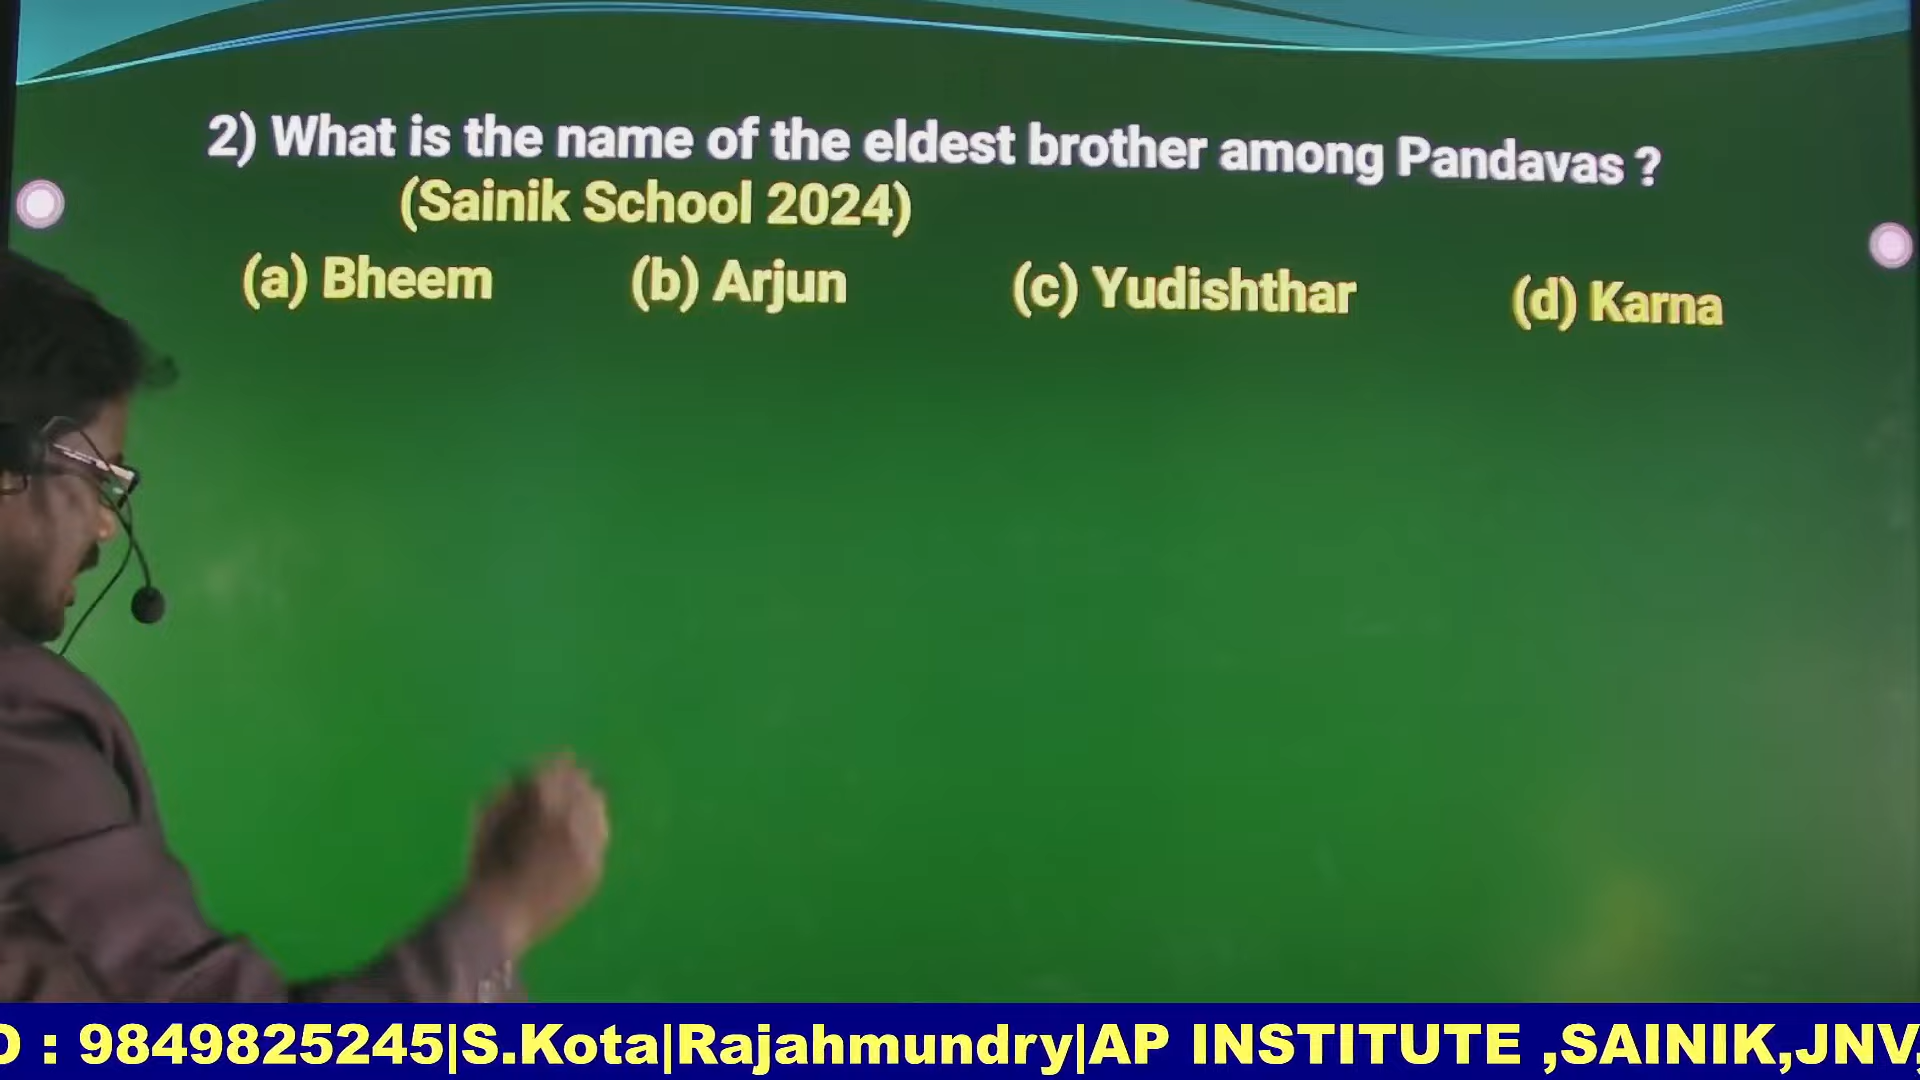 2) What is the name of the eldest brother among Pandavas ?
(Sainik School 2024)
(a) Bheem (b) Arjun (c) Yudishthar (d) Karna
: 9849825245|S.Kota|Rajahmundry|AP INSTITUTE ,SAINIK,JNV,